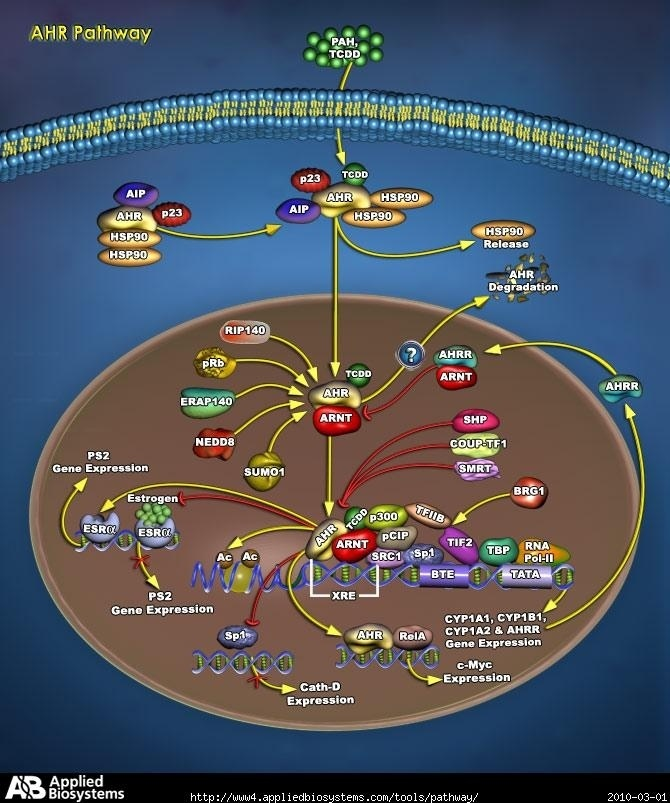 AHR Pathway
PAH,
TCDD
p23
TCDD
AIP
AHR
HSP90
HSP90
AIP
AHR
p23
HSP90
HSP90
HSP90
Release
AHR
Degradation
RIP140
pRb
ERAP140
NEDD8
SUMO1
TCDD
AHR
ARNT
?
AHRR
ARNT
AHRR
SHP
COUP-TF1
SMRT
BRG1
PS2
Gene Expression
Estrogen
ESRα
ESRα
PS2
Gene Expression
Ac
Ac
AHR
TCDD
ARNT
p300
pCIP
SRC1
TFIIB
Sp1
TIF2
TBP
RNA
Pol-II
BTE
TATA
XRE
Sp1
Cath-D
Expression
AHR
RelA
c-Myc
Expression
CYP1A1, CYP1B1,
CYP1A2 & AHRR
Gene Expression
AB Applied
Biosystems
http://www4.appliedbiosystems.com/tools/pathway/
2010-03-01